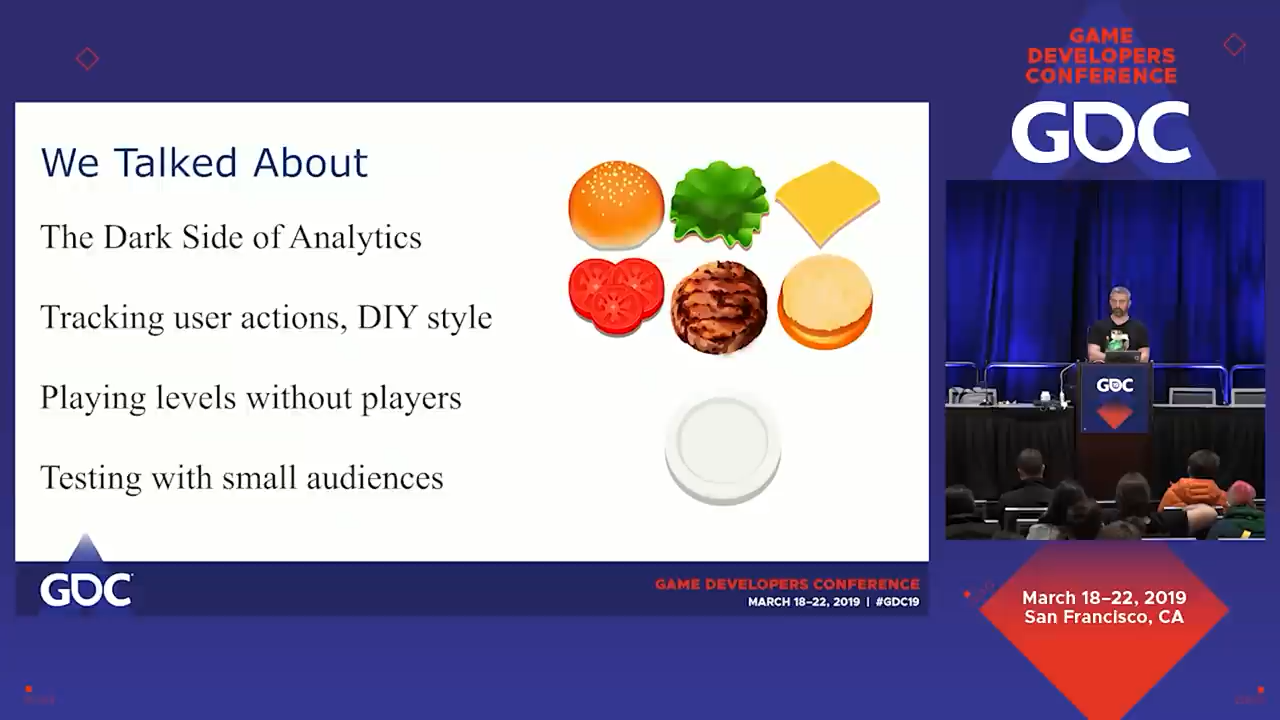 GAME
DEVELOPERS
CONFERENCE
GDC
We Talked About
The Dark Side of Analytics
Tracking user actions, DIY style
Playing levels without players
Testing with small audiences
GDC
GAME DEVELOPERS CONFERENCE
MARCH 18–22, 2019 | #GDC19
GDC
March 18–22, 2019
San Francisco, CA